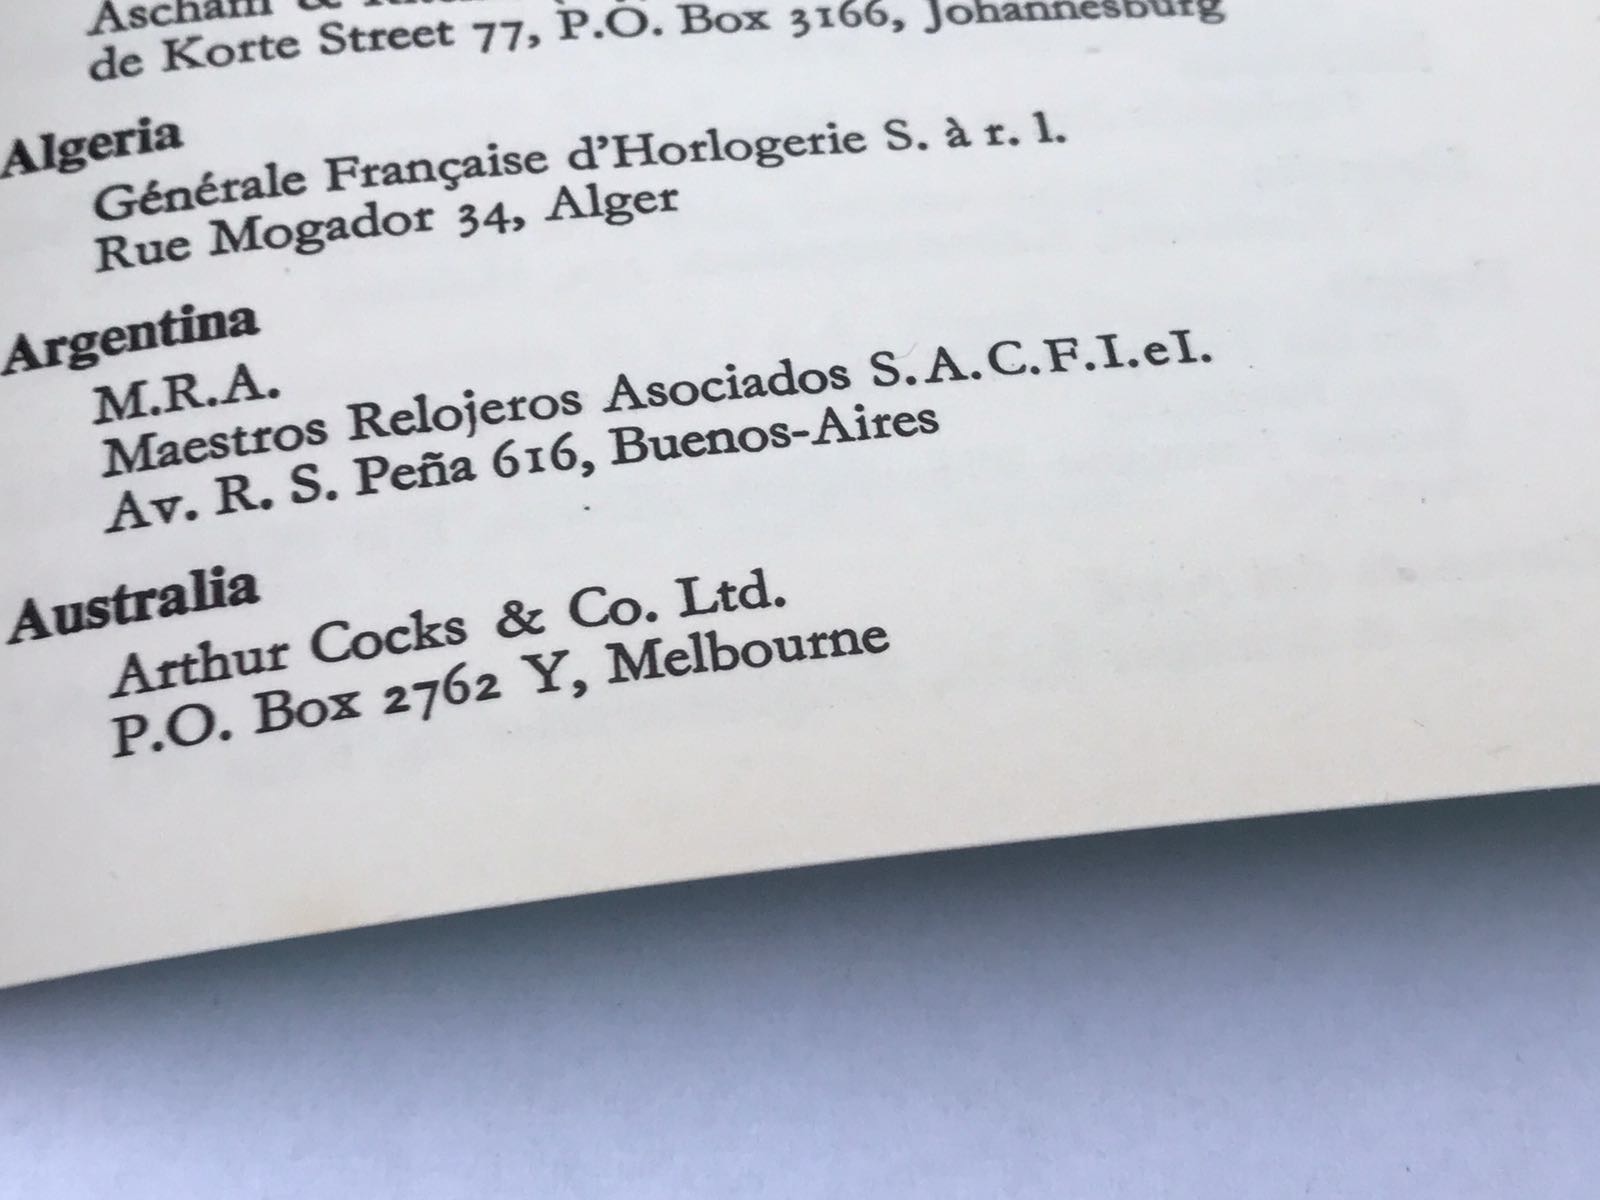 Ascham &
de Korte Street 77, P.O. Box 3166, Johannesburg
Algeria
Générale Française d'Horlogerie S. à r. l.
Rue Mogador 34, Alger
Argentina
M.R.A.
Maestros Relojeros Asociados S.A.C.F.I.eI.
Av. R. S. Peña 616, Buenos-Aires
Australia
Arthur Cocks & Co. Ltd.
P.O. Box 2762 Y, Melbourne